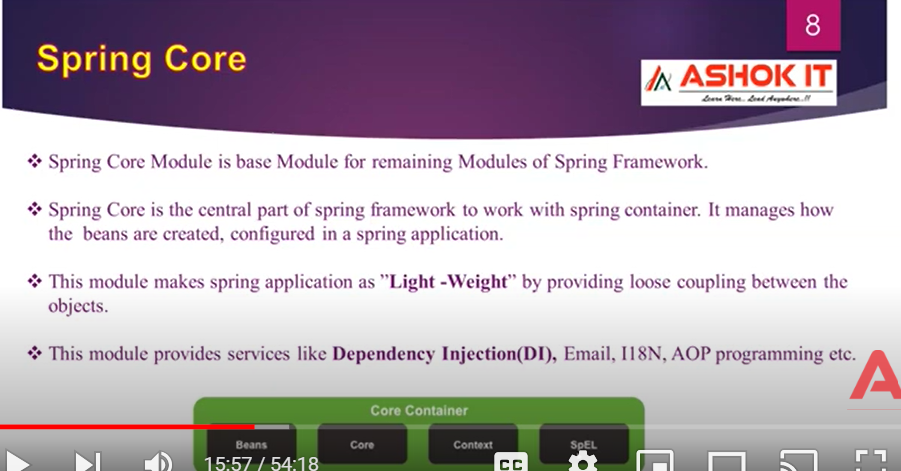 8
Spring Core
ASHOK IT
Learn Here.. Lead Anywhere..!!
❖ Spring Core Module is base Module for remaining Modules of Spring Framework.
❖ Spring Core is the central part of spring framework to work with spring container. It manages how
the beans are created, configured in a spring application.
❖ This module makes spring application as ”Light -Weight” by providing loose coupling between the
objects.
❖ This module provides services like Dependency Injection(DI), Email, I18N, AOP programming etc.
A
Core Container
Beans Core Context SpEL
15:57 / 54:18 CC